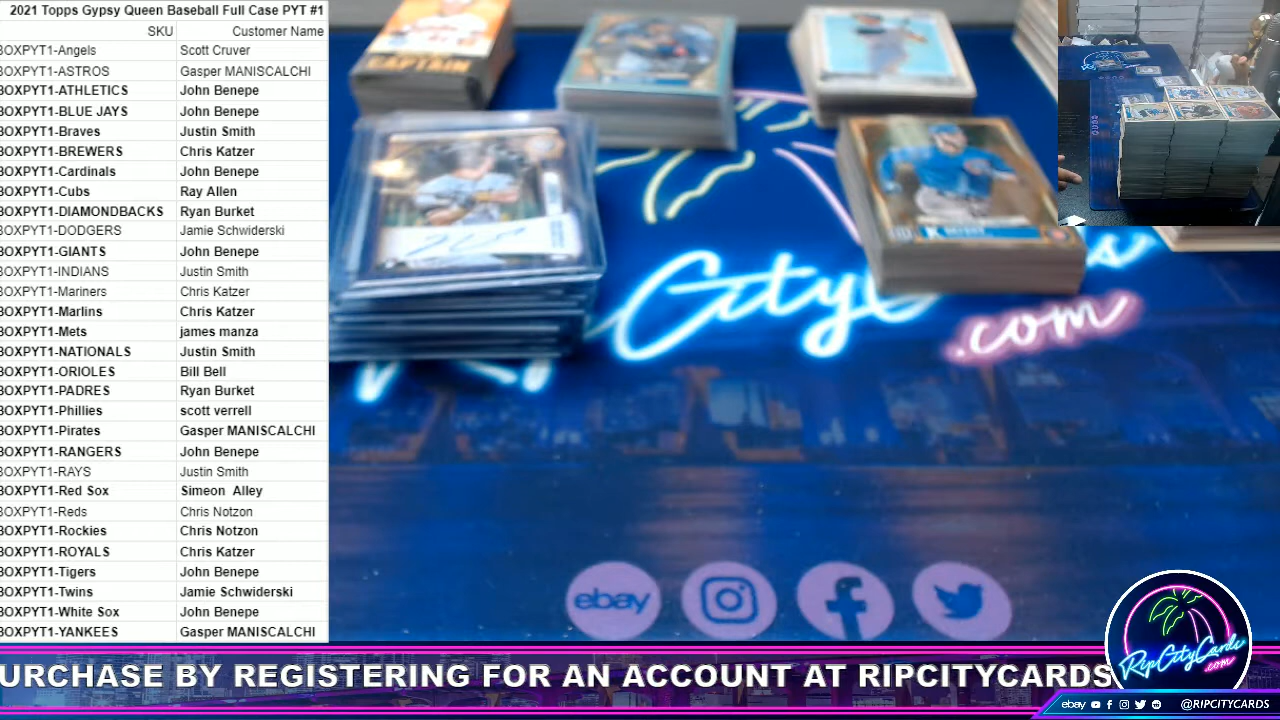 2021 Topps Gypsy Queen Baseball Full Case PYT #1
SKU Customer Name
BOXPYT1-Angels Scott Cruver
BOXPYT1-ASTROS Gasper MANISCALCHI
BOXPYT1-ATHLETICS John Benepe
BOXPYT1-BLUE JAYS John Benepe
BOXPYT1-Braves Justin Smith
BOXPYT1-BREWERS Chris Katzer
BOXPYT1-Cardinals John Benepe
BOXPYT1-Cubs Ray Allen
BOXPYT1-DIAMONDBACKS Ryan Burket
BOXPYT1-DODGERS Jamie Schwiderski
BOXPYT1-GIANTS John Benepe
BOXPYT1-INDIANS Justin Smith
BOXPYT1-Mariners Chris Katzer
BOXPYT1-Marlins Chris Katzer
BOXPYT1-Mets james manza
BOXPYT1-NATIONALS Justin Smith
BOXPYT1-ORIOLES Bill Bell
BOXPYT1-PADRES Ryan Burket
BOXPYT1-Phillies scott verrell
BOXPYT1-Pirates Gasper MANISCALCHI
BOXPYT1-RANGERS John Benepe
BOXPYT1-RAYS Justin Smith
BOXPYT1-Red Sox Simeon Alley
BOXPYT1-Reds Chris Notzon
BOXPYT1-Rockies Chris Notzon
BOXPYT1-ROYALS Chris Katzer
BOXPYT1-Tigers John Benepe
BOXPYT1-Twins Jamie Schwiderski
BOXPYT1-White Sox John Benepe
BOXPYT1-YANKEES Gasper MANISCALCHI
CAPTAIN
City
.com
ebay
URCHASE BY REGISTERING FOR AN ACCOUNT AT RIPCITYCARDS
RipCityCards
.com
ebay @RIPCITYCARDS